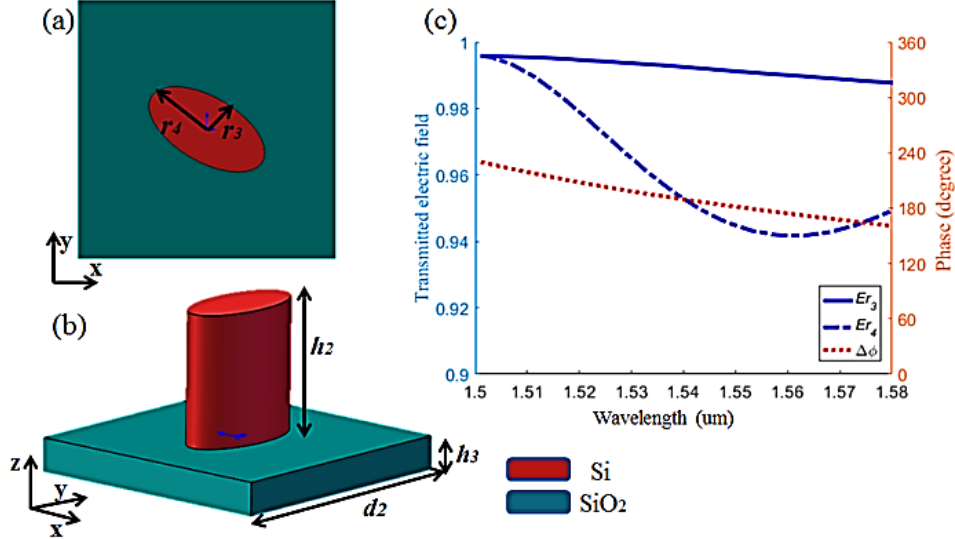 (a)
r4
r3
y
x
(b)
h2
h3
d2
z
y
x
(c)
Transmitted electric field
1
0.98
0.96
0.94
0.92
0.9
360
300
240
180
120
60
0
Phase (degree)
Er3
Er4
Δϕ
1.5 1.51 1.52 1.53 1.54 1.55 1.56 1.57 1.58
Wavelength (um)
Si
SiO2